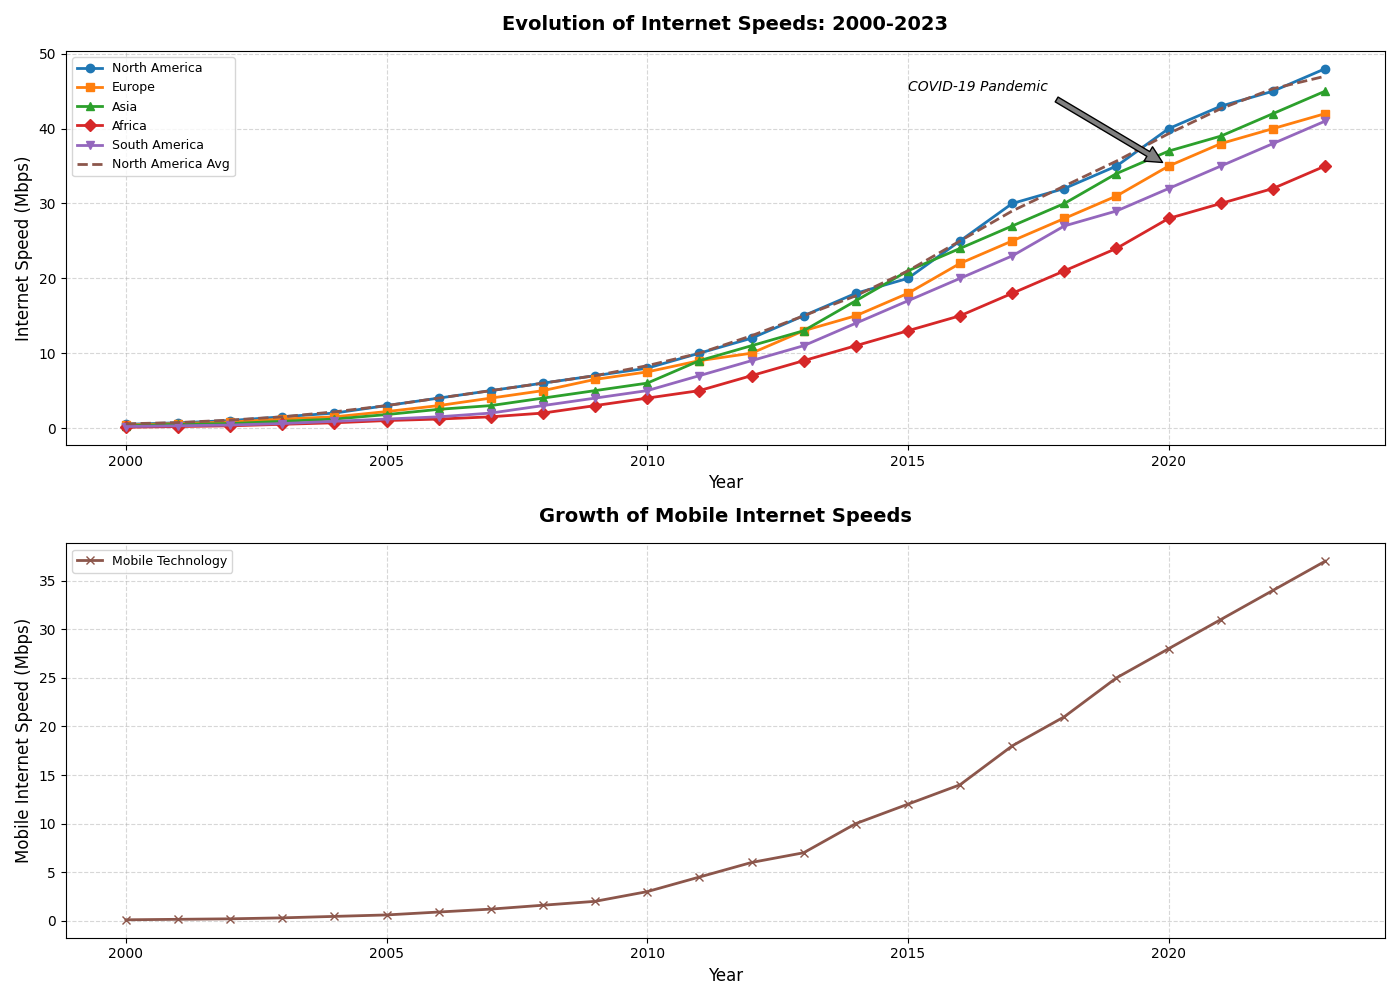 Evolution of Internet Speeds: 2000-2023
Internet Speed (Mbps)
50
40
30
20
10
0
North America
Europe
Asia
Africa
South America
North America Avg
COVID-19 Pandemic
2000 2005 2010 2015 2020
Year
Growth of Mobile Internet Speeds
Mobile Internet Speed (Mbps)
35
30
25
20
15
10
5
0
Mobile Technology
2000 2005 2010 2015 2020
Year